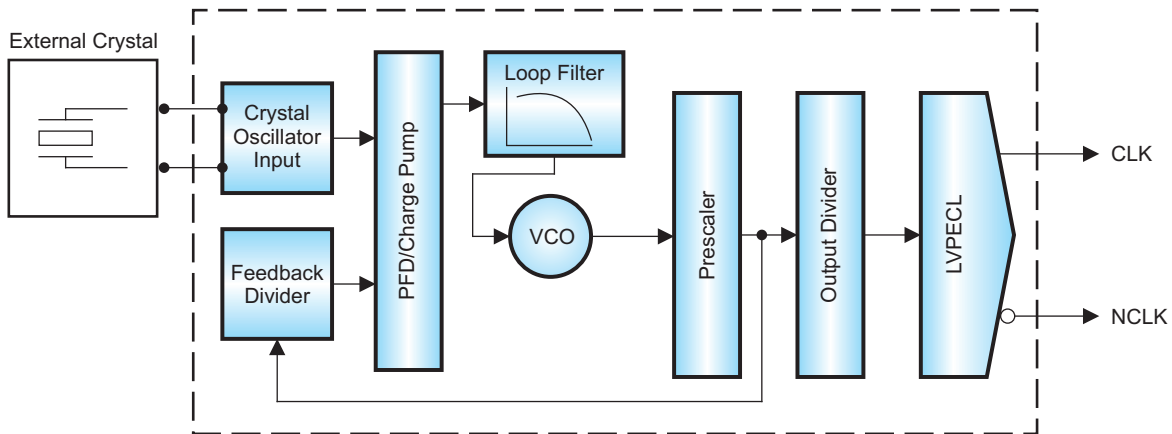 External Crystal
Crystal
Oscillator
Input
Feedback
Divider
PFD/Charge Pump
Loop Filter
VCO
Prescaler
Output Divider
LVPECL
CLK
NCLK